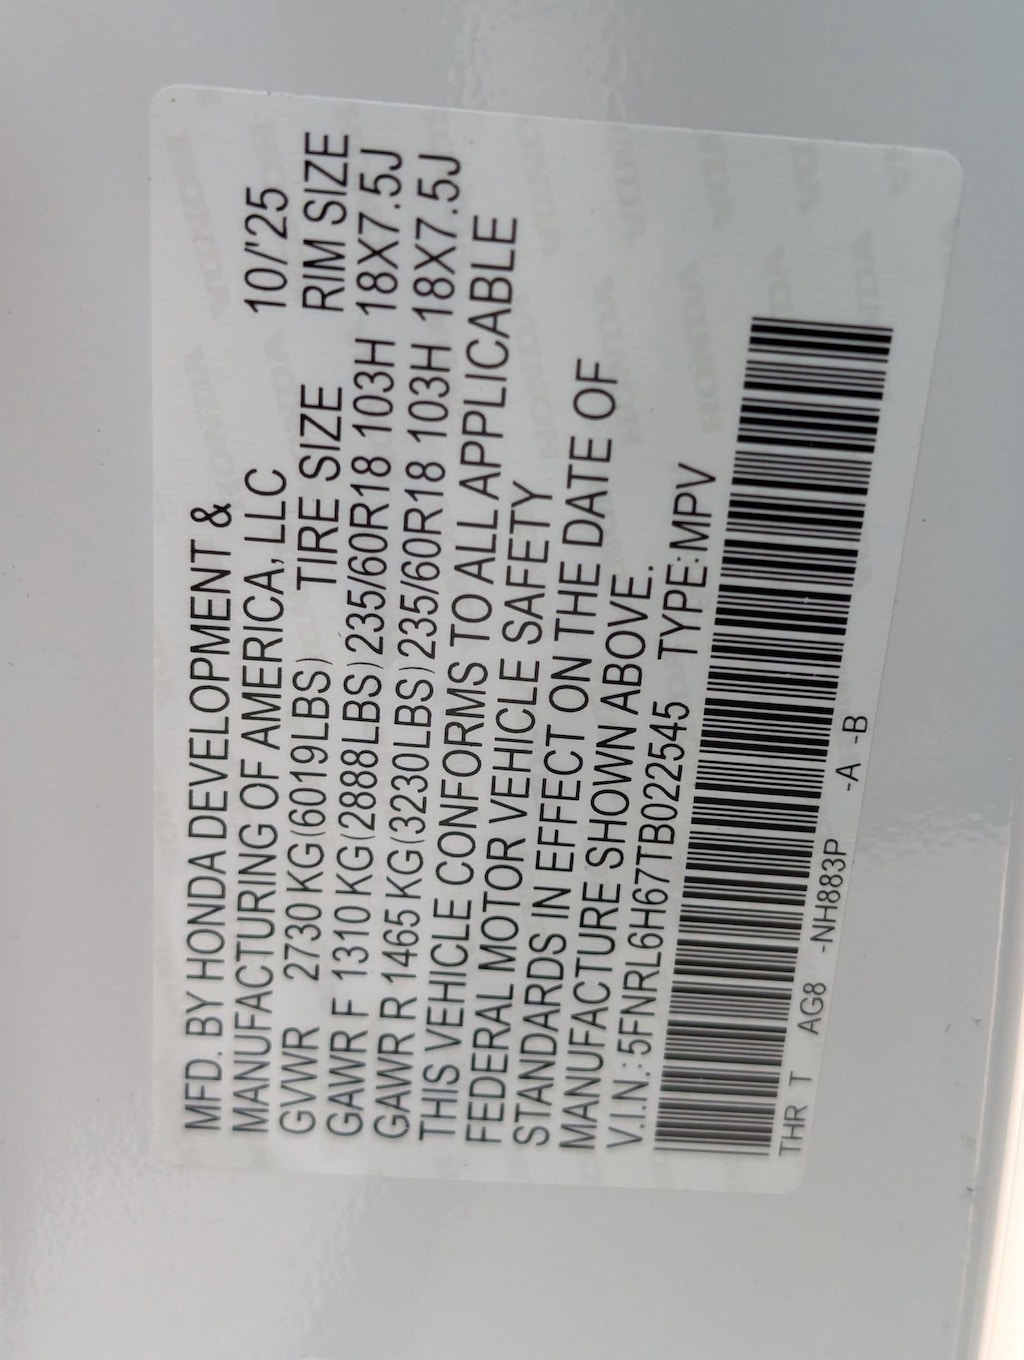 MFD. BY HONDA DEVELOPMENT &
MANUFACTURING OF AMERICA, LLC 10/'25
GVWR 2730 KG(6019LBS) TIRE SIZE RIM SIZE
GAWR F 1310 KG(2888LBS) 235/60R18 103H 18X7.5J
GAWR R 1465 KG(3230LBS) 235/60R18 103H 18X7.5J
THIS VEHICLE CONFORMS TO ALL APPLICABLE
FEDERAL MOTOR VEHICLE SAFETY
STANDARDS IN EFFECT ON THE DATE OF
MANUFACTURE SHOWN ABOVE.
V.I.N.: 5FNRL6H67TB022545 TYPE: MPV
THR T AG8 -NH883P -A -B